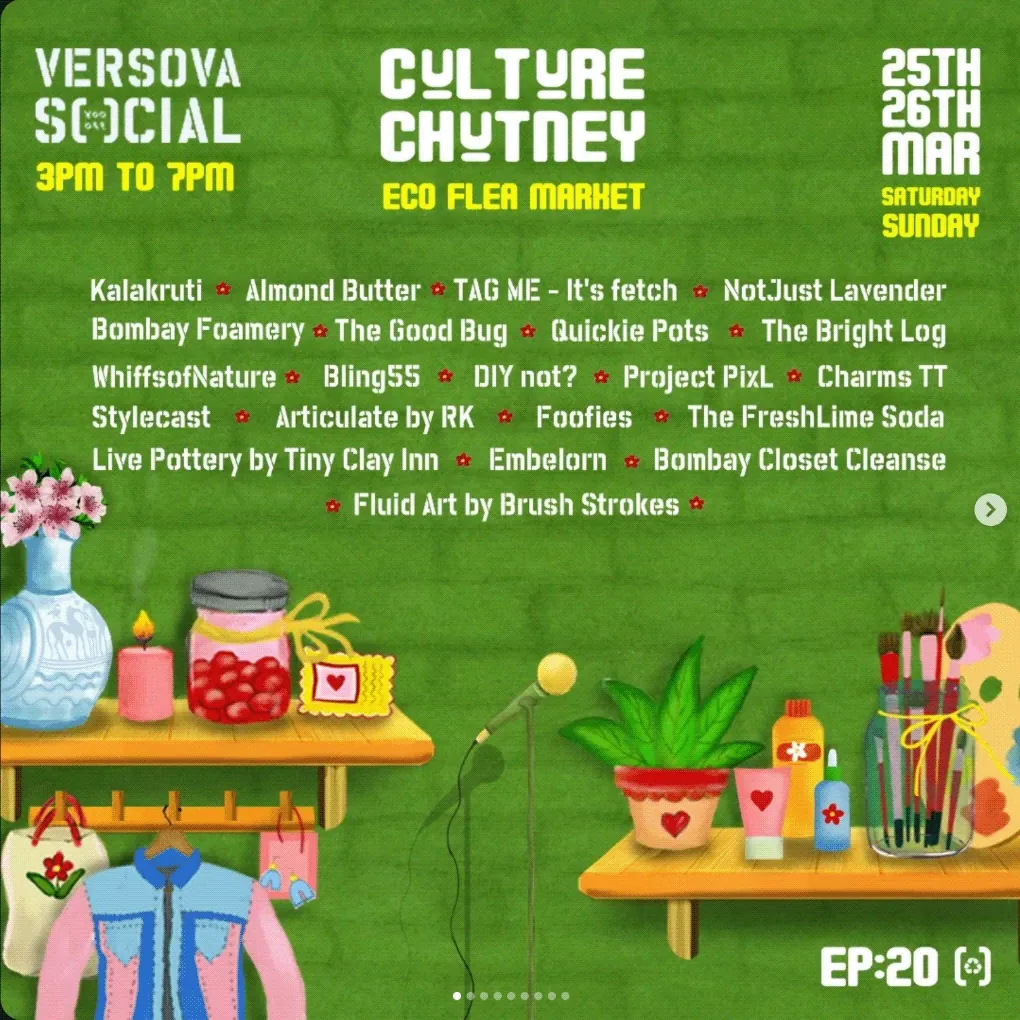 VERSOVA
SOCIAL
3PM TO 7PM
CULTURE
CHUTNEY
ECO FLEA MARKET
25TH
26TH
MAR
SATURDAY
SUNDAY
Kalakruti Almond Butter TAG ME - It's fetch NotJust Lavender
Bombay Foamery The Good Bug Quickie Pots The Bright Log
WhiffsofNature Bling55 DIY not? Project PixL Charms TT
Stylecast Articulate by RK Foofies The FreshLime Soda
Live Pottery by Tiny Clay Inn Embelorn Bombay Closet Cleanse
Fluid Art by Brush Strokes
EP:20